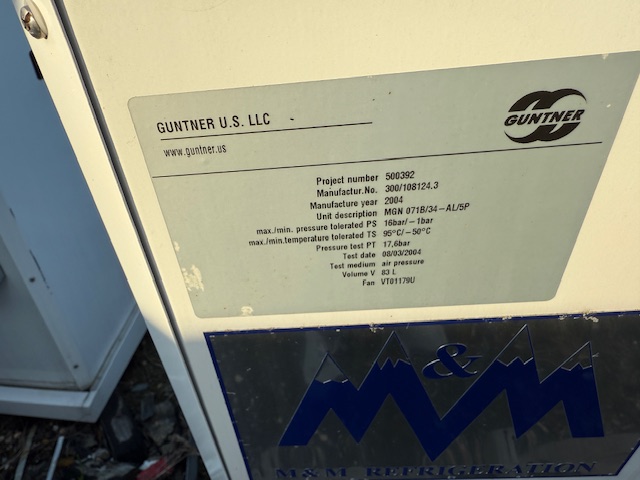 GUNTNER U.S. LLC
GUNTNER
www.guntner.us
Project number 500392
Manufactur.No. 300/108124.3
Manufacture year 2004
Unit description MGN 071B/34-AL/5P
max./min. pressure tolerated PS 16bar/-1bar
max./min.temperature tolerated TS 95°C/-50°C
Pressure test PT 17,6bar
Test date 08/03/2004
Test medium air pressure
Volume V 83 L
Fan VT01179U
M&M
M&M REFRIGERATION